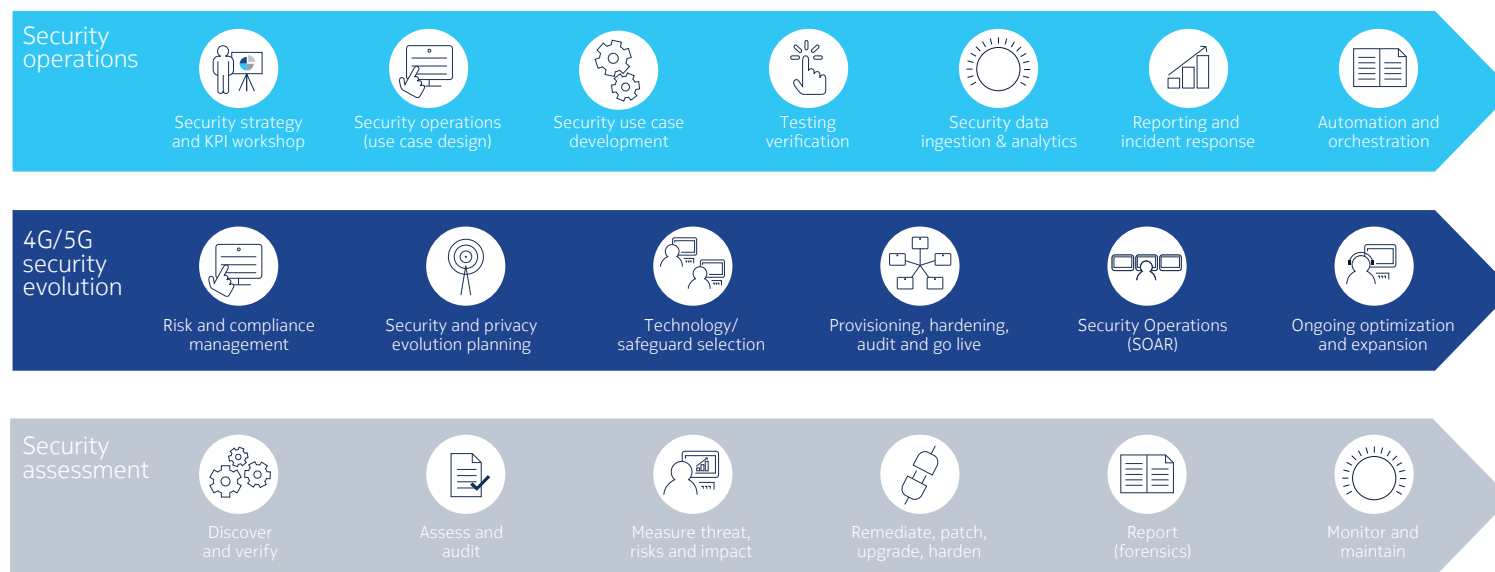 Security
operations
Security strategy
and KPI workshop
Security operations
(use case design)
Security use case
development
Testing
verification
Security data
ingestion & analytics
Reporting and
incident response
Automation and
orchestration
4G/5G
security
evolution
Risk and compliance
management
Security and privacy
evolution planning
Technology/
safeguard selection
Provisioning, hardening,
audit and go live
Security Operations
(SOAR)
Ongoing optimization
and expansion
Security
assessment
Discover
and verify
Assess and
audit
Measure threat,
risks and impact
Remediate, patch,
upgrade, harden
Report
(forensics)
Monitor and
maintain